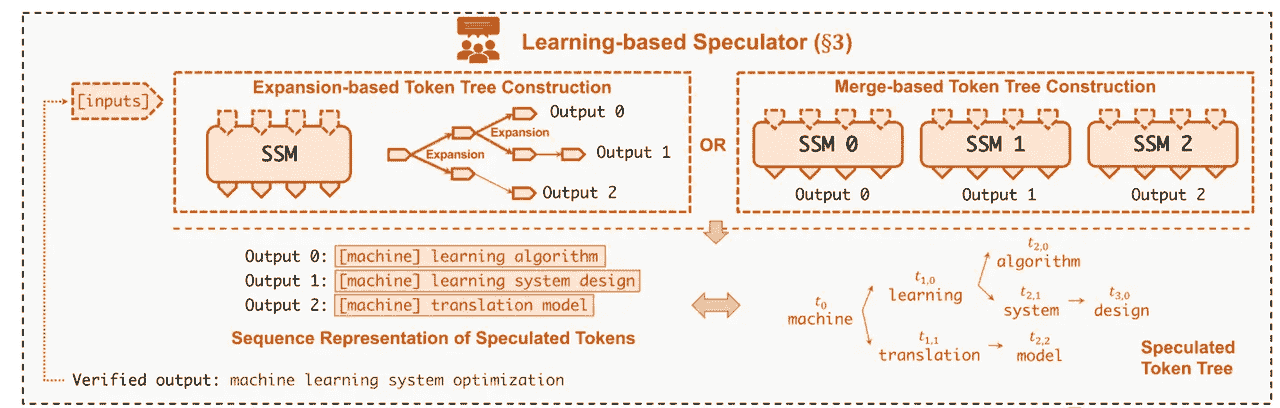 Learning-based Speculator (§3)
[inputs]
Expansion-based Token Tree Construction
SSM
Expansion
Expansion
Output 0
Output 1
Output 2
OR
Merge-based Token Tree Construction
SSM 0
SSM 1
SSM 2
Output 0
Output 1
Output 2
Output 0: [machine] learning algorithm
Output 1: [machine] learning system design
Output 2: [machine] translation model
Sequence Representation of Speculated Tokens
t0
machine
t1,0
learning
t1,1
translation
t2,0
algorithm
t2,1
system
t3,0
design
t2,2
model
Speculated
Token Tree
Verified output: machine learning system optimization